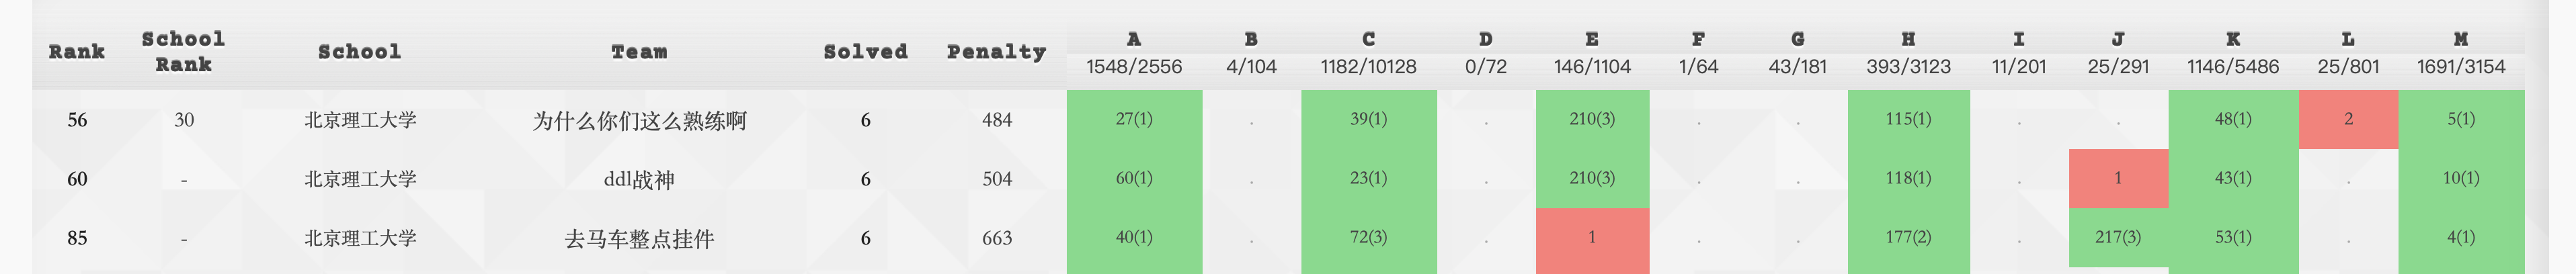 Rank School Rank School Team Solved Penalty A B C D E F G H I J K L M
1548/2556 4/104 1182/10128 0/72 146/1104 1/64 43/181 393/3123 11/201 25/291 1146/5486 25/801 1691/3154
56 30 北京理工大学 为什么你们这么熟练啊 6 484 27(1) . 39(1) . 210(3) . . 115(1) . . 48(1) 2 5(1)
60 - 北京理工大学 ddl战神 6 504 60(1) . 23(1) . 210(3) . . 118(1) . 1 43(1) . 10(1)
85 - 北京理工大学 去马车整点挂件 6 663 40(1) . 72(3) . 1 . . 177(2) . 217(3) 53(1) . 4(1)